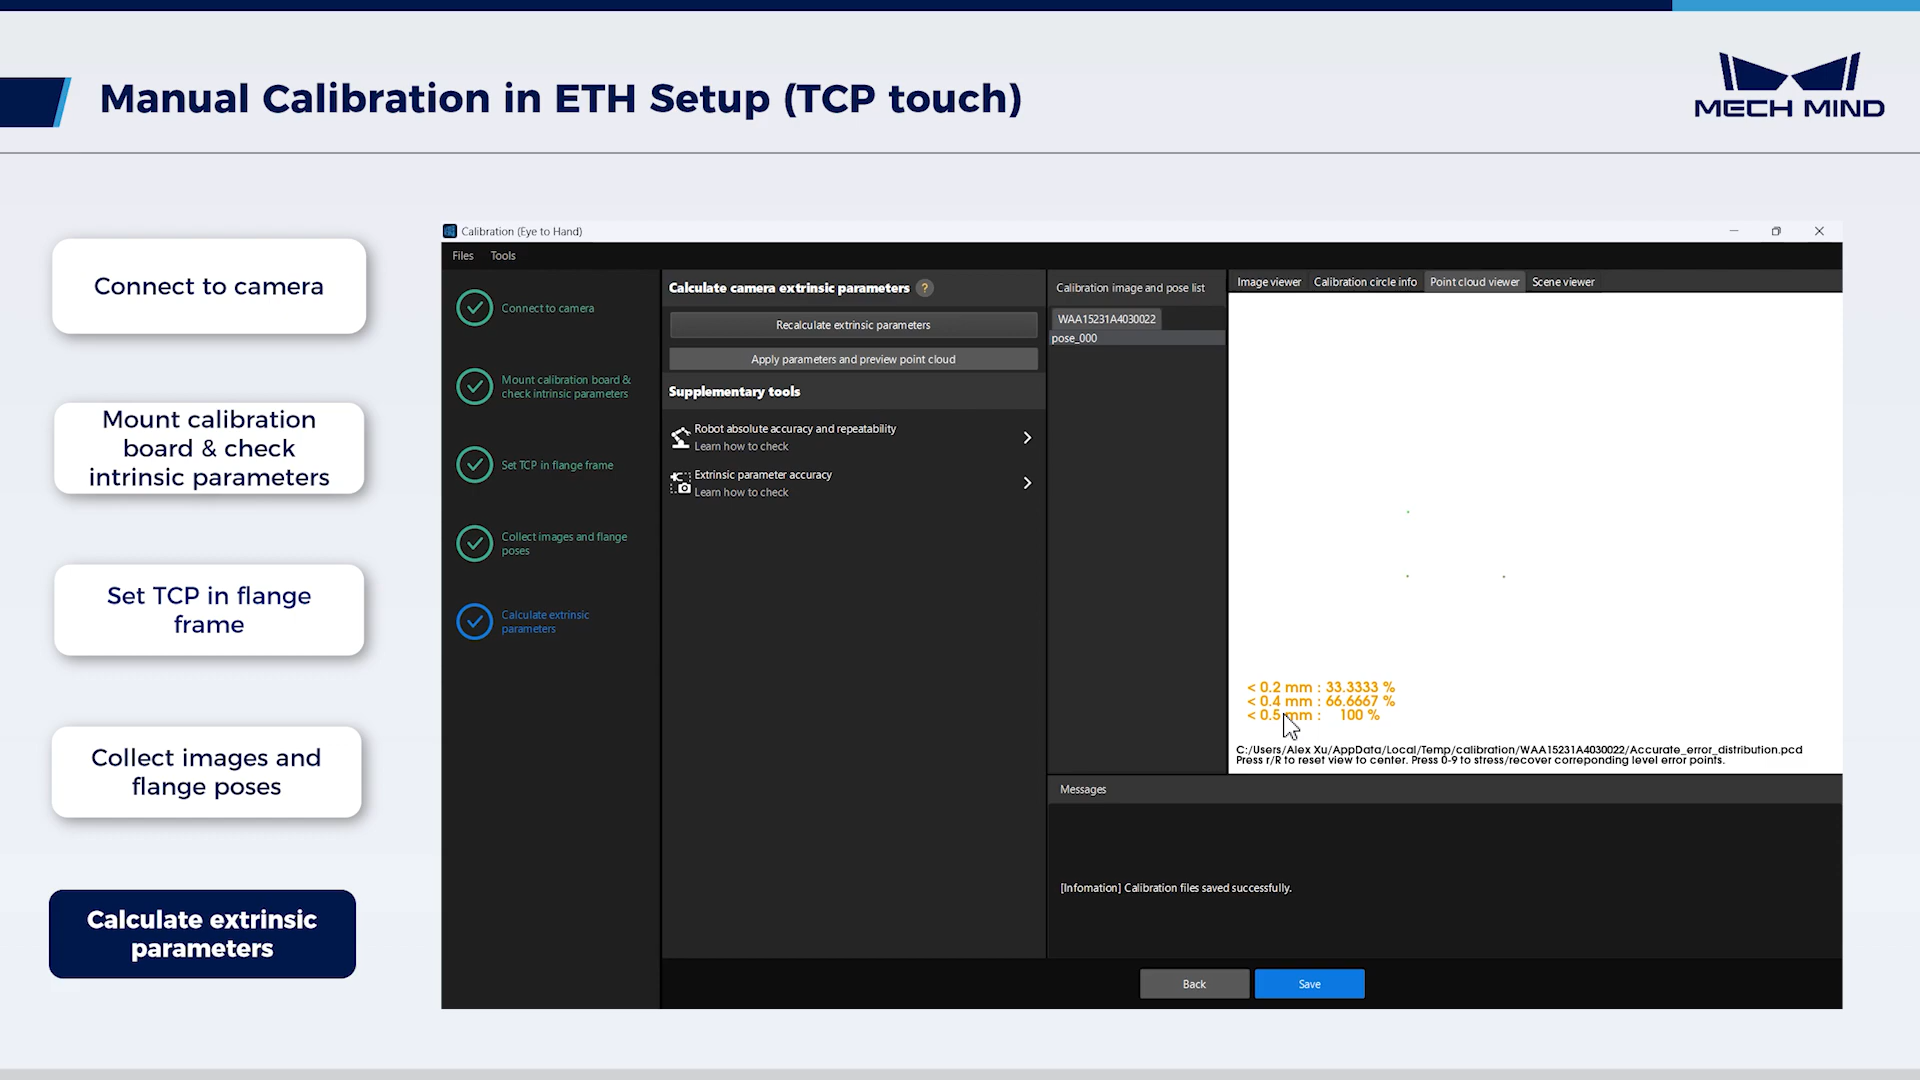 Manual Calibration in ETH Setup (TCP touch)
MECH MIND
Connect to camera
Mount calibration
board & check
intrinsic parameters
Set TCP in flange
frame
Collect images and
flange poses
Calculate extrinsic
parameters
Calibration (Eye to Hand)
Files Tools
Connect to camera
Mount calibration board &
check intrinsic parameters
Set TCP in flange frame
Collect images and flange
poses
Calculate extrinsic
parameters
Calculate camera extrinsic parameters ?
Recalculate extrinsic parameters
Apply parameters and preview point cloud
Supplementary tools
Robot absolute accuracy and repeatability
Learn how to check
Extrinsic parameter accuracy
Learn how to check
Calibration image and pose list
WAA15231A4030022
pose_000
Image viewer Calibration circle info Point cloud viewer Scene viewer
< 0.2 mm : 33.3333 %
< 0.4 mm : 66.6667 %
< 0.5 mm : 100 %
C:/Users/Alex Xu/AppData/Local/Temp/calibration/WAA15231A4030022/Accurate_error_distribution.pcd
Press r/R to reset view to center. Press 0-9 to stress/recover correponding level error points.
Messages
[Infomation] Calibration files saved successfully.
Back Save